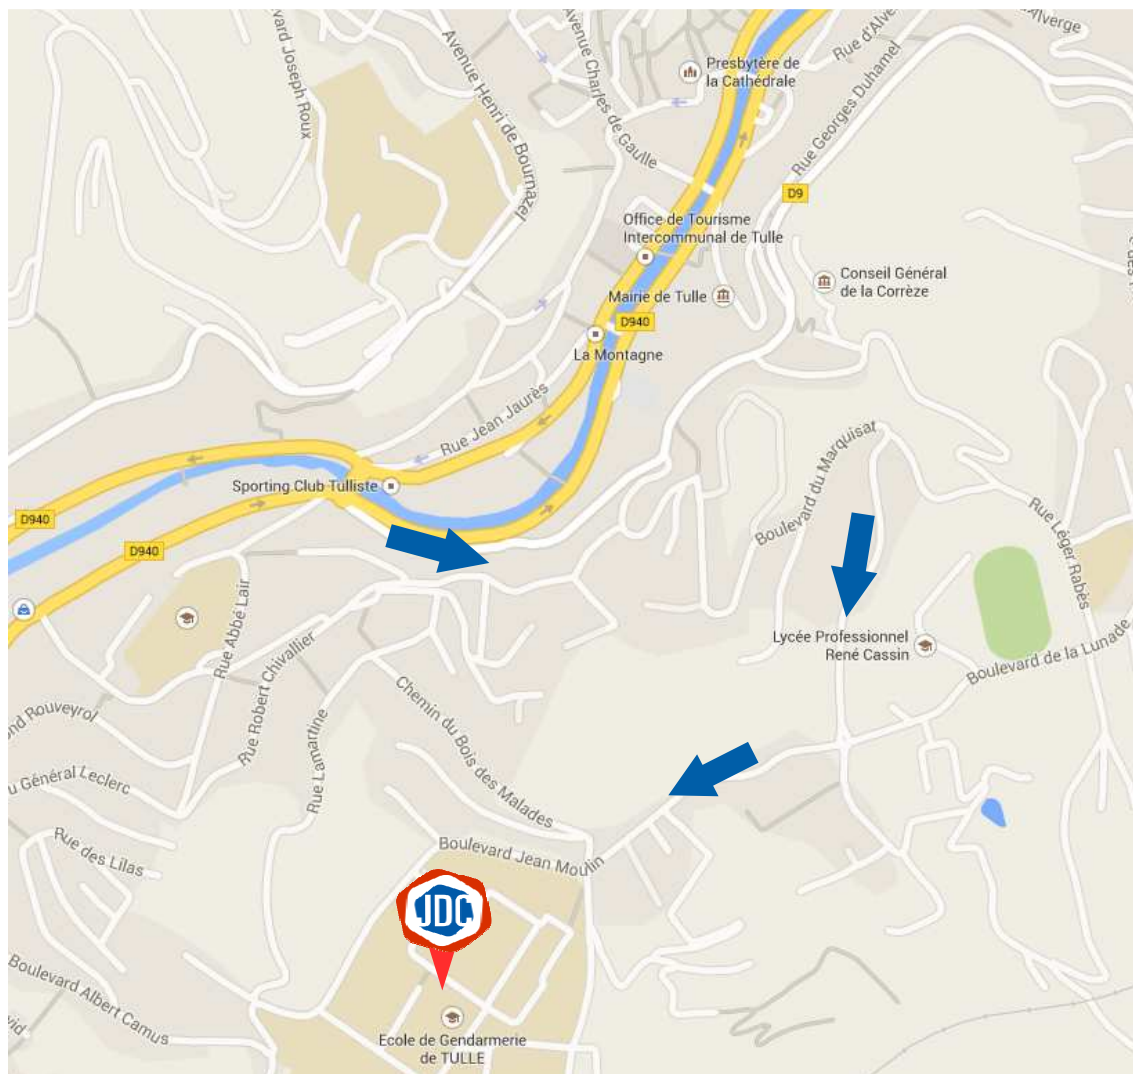 Avenue Henri de Bournazel
Avenue Charles de Gaulle
Presbytère de
la Cathédrale
Rue Georges Duhamel
D9
Office de Tourisme
Intercommunal de Tulle
Conseil Général
de la Corrèze
Mairie de Tulle
D940
La Montagne
Rue Jean Jaurès
Boulevard du Marquisat
Sporting Club Tulliste
D940
D940
Rue Léger Rabès
Rue Abbé Lair
Lycée Professionnel
René Cassin
Boulevard de la Lunade
Rue Robert Chivallier
Chemin du Bois des Malades
Rue Lamartine
Rouveyrol
Général Leclerc
Rue des Lilas
Boulevard Jean Moulin
JDC
Boulevard Albert Camus
Ecole de Gendarmerie
de TULLE
Joseph Roux